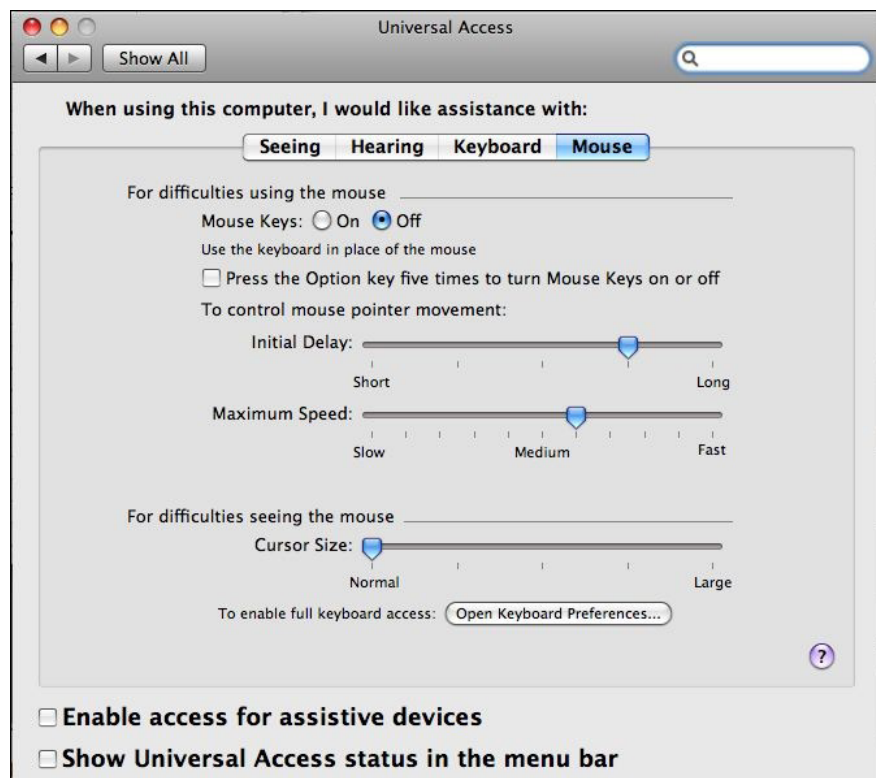 Universal Access
Show All
When using this computer, I would like assistance with:
Seeing Hearing Keyboard Mouse
For difficulties using the mouse
Mouse Keys: On Off
Use the keyboard in place of the mouse
Press the Option key five times to turn Mouse Keys on or off
To control mouse pointer movement:
Initial Delay:
Short Long
Maximum Speed:
Slow Medium Fast
For difficulties seeing the mouse
Cursor Size:
Normal Large
To enable full keyboard access: Open Keyboard Preferences...
?
Enable access for assistive devices
Show Universal Access status in the menu bar